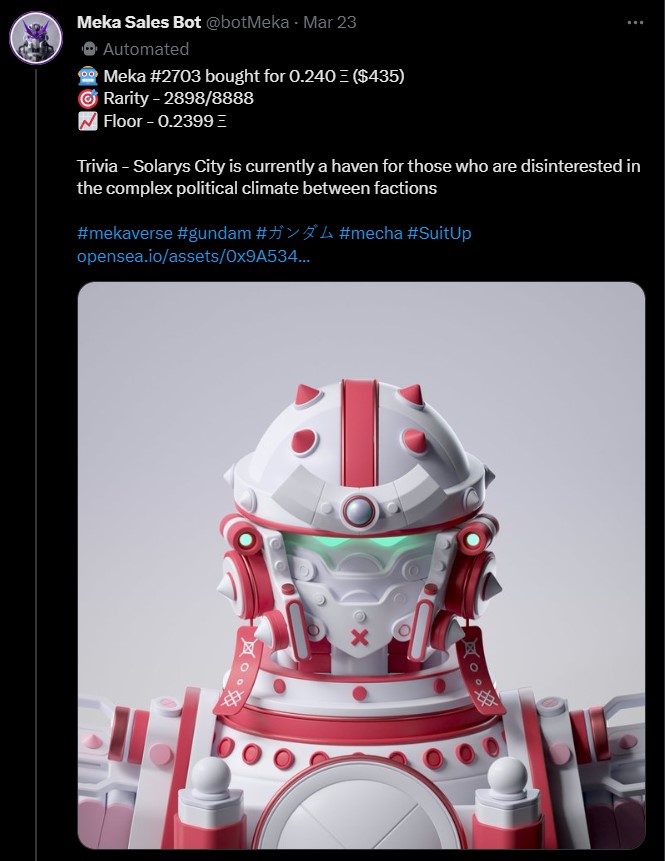 Meka Sales Bot @botMeka · Mar 23
Automated
Meka #2703 bought for 0.240 Ξ ($435)
Rarity - 2898/8888
Floor - 0.2399 Ξ
Trivia - Solarys City is currently a haven for those who are disinterested in
the complex political climate between factions
#mekaverse #gundam #ガンダム #mecha #SuitUp
opensea.io/assets/0x9A534...